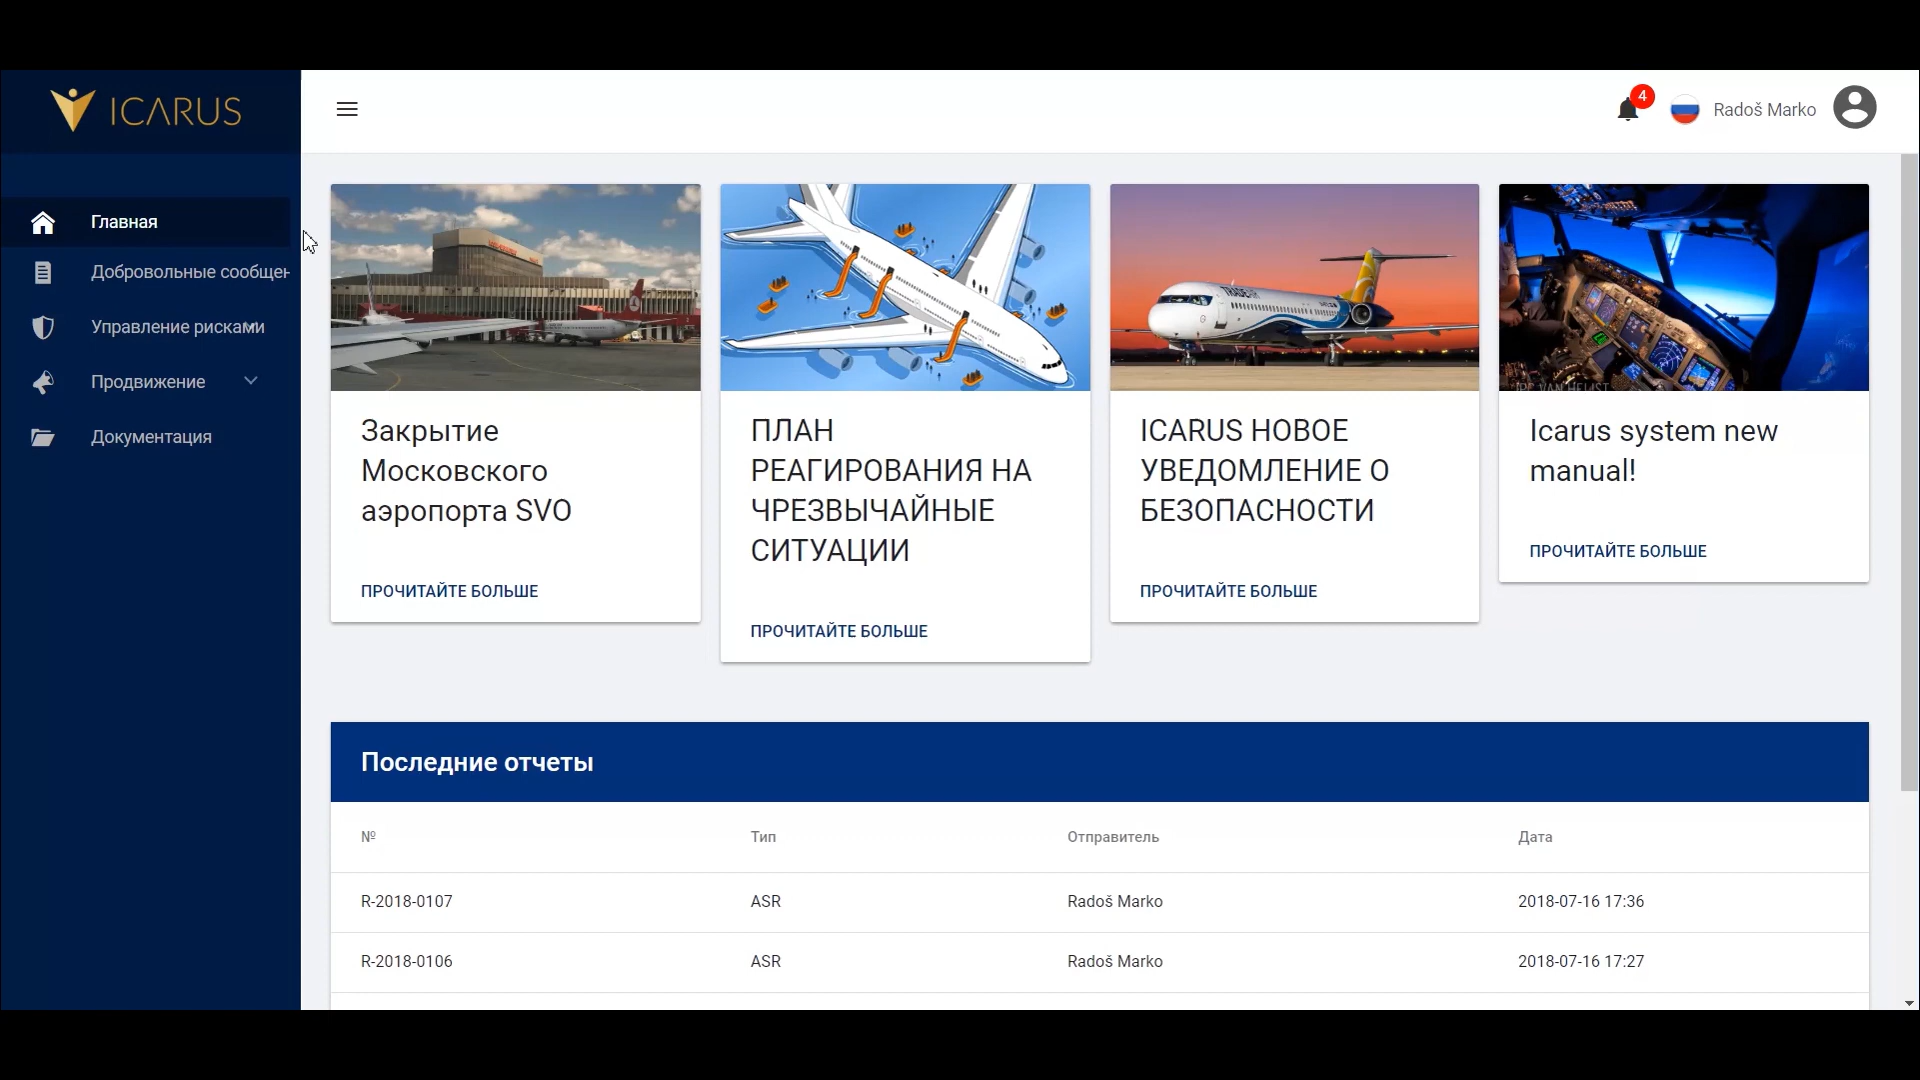 ICARUS
4
Radoš Marko
Главная
Добровольные сообщен
Управление рисками
Продвижение
Документация
TRADE
Закрытие
Московского
аэропорта SVO
ПРОЧИТАЙТЕ БОЛЬШЕ
ПЛАН
РЕАГИРОВАНИЯ НА
ЧРЕЗВЫЧАЙНЫЕ
СИТУАЦИИ
ПРОЧИТАЙТЕ БОЛЬШЕ
ICARUS НОВОЕ
УВЕДОМЛЕНИЕ О
БЕЗОПАСНОСТИ
ПРОЧИТАЙТЕ БОЛЬШЕ
Icarus system new
manual!
ПРОЧИТАЙТЕ БОЛЬШЕ
Последние отчеты
№ Тип Отправитель Дата
R-2018-0107 ASR Radoš Marko 2018-07-16 17:36
R-2018-0106 ASR Radoš Marko 2018-07-16 17:27